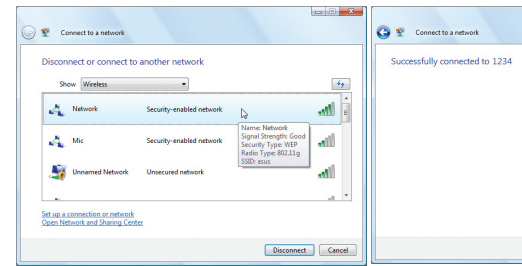 Connect to a network
Disconnect or connect to another network
Show Wireless
Network Security-enabled network
Name: Network
Signal Strength: Good
Security Type: WEP
Radio Type: 802.11g
SSID: asus
Mic Security-enabled network
Unnamed Network Unsecured network
Set up a connection or network
Open Network and Sharing Center
Disconnect Cancel
Connect to a network
Successfully connected to 1234